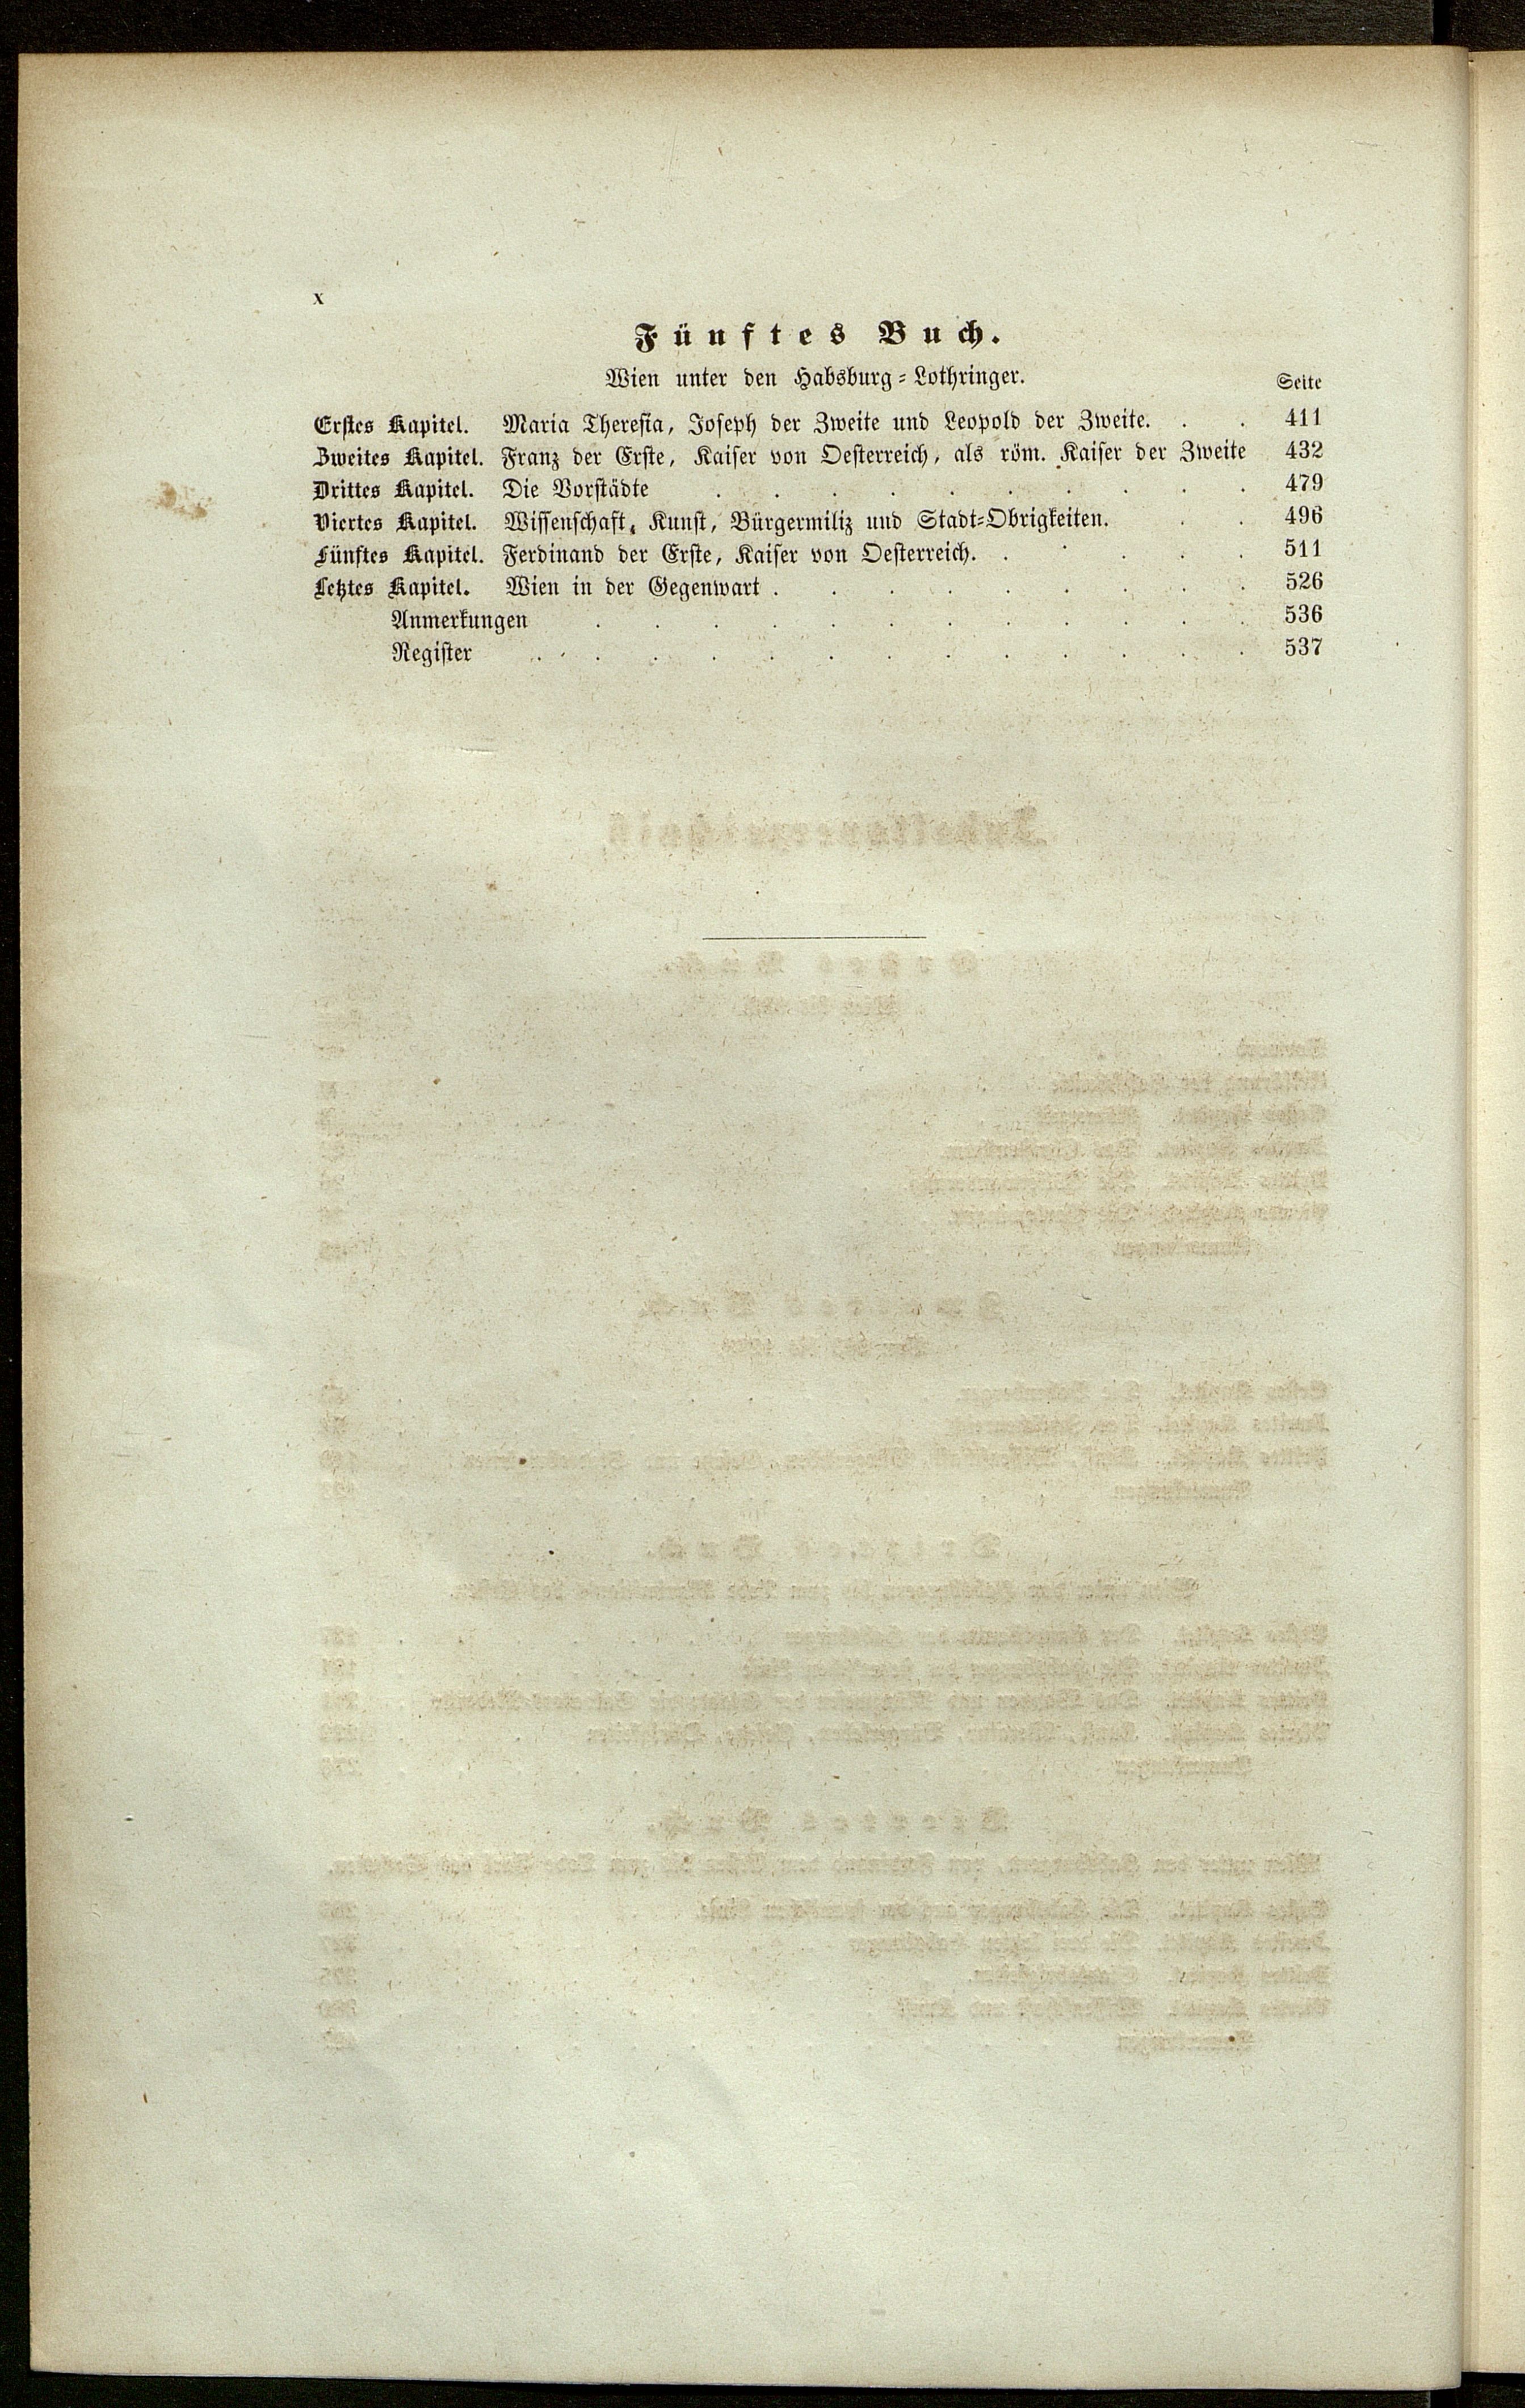 x
Fünftes Buch.
Wien unter den Habsburg-Lothringer.
Seite
Erstes Kapitel. Maria Theresia, Joseph der Zweite und Leopold der Zweite. . . 411
Zweites Kapitel. Franz der Erste, Kaiser von Oesterreich, als röm. Kaiser der Zweite 432
Drittes Kapitel. Die Vorstädte . . . . . . . . . . 479
Viertes Kapitel. Wissenschaft, Kunst, Bürgermiliz und Stadt-Obrigkeiten. . . 496
Fünftes Kapitel. Ferdinand der Erste, Kaiser von Oesterreich. . . . . . 511
Letztes Kapitel. Wien in der Gegenwart . . . . . . . . . 526
Anmerkungen . . . . . . . . . . . . 536
Register . . . . . . . . . . . . . 537